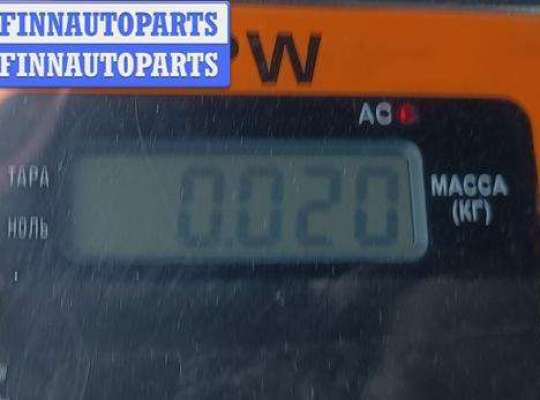 FINNAUTOPARTS
FINNAUTOPARTS
PW
AC
ТАРА
0.020
МАССА
(КГ)
НОЛЬ